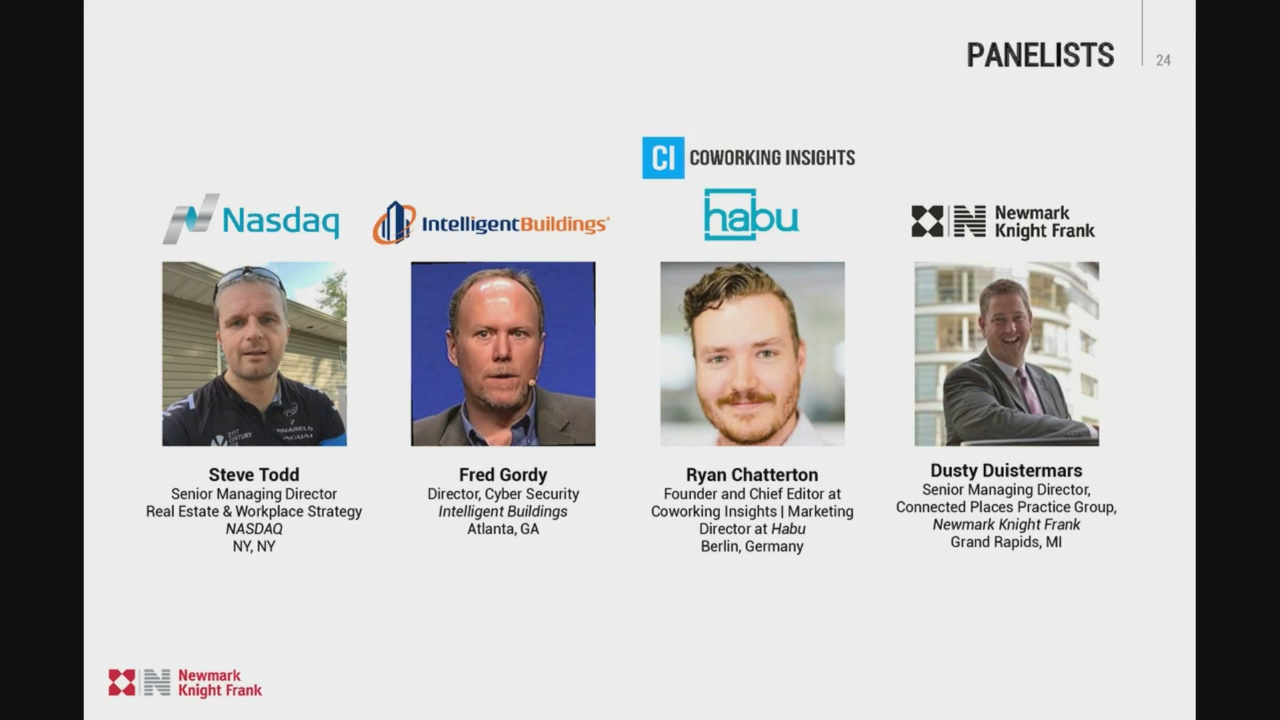 PANELISTS
24
CI COWORKING INSIGHTS
Nasdaq
IntelligentBuildings
habu
Newmark
Knight Frank
Steve Todd
Senior Managing Director
Real Estate & Workplace Strategy
NASDAQ
NY, NY
Fred Gordy
Director, Cyber Security
Intelligent Buildings
Atlanta, GA
Ryan Chatterton
Founder and Chief Editor at
Coworking Insights | Marketing
Director at Habu
Berlin, Germany
Dusty Duistermars
Senior Managing Director,
Connected Places Practice Group,
Newmark Knight Frank
Grand Rapids, MI
Newmark
Knight Frank